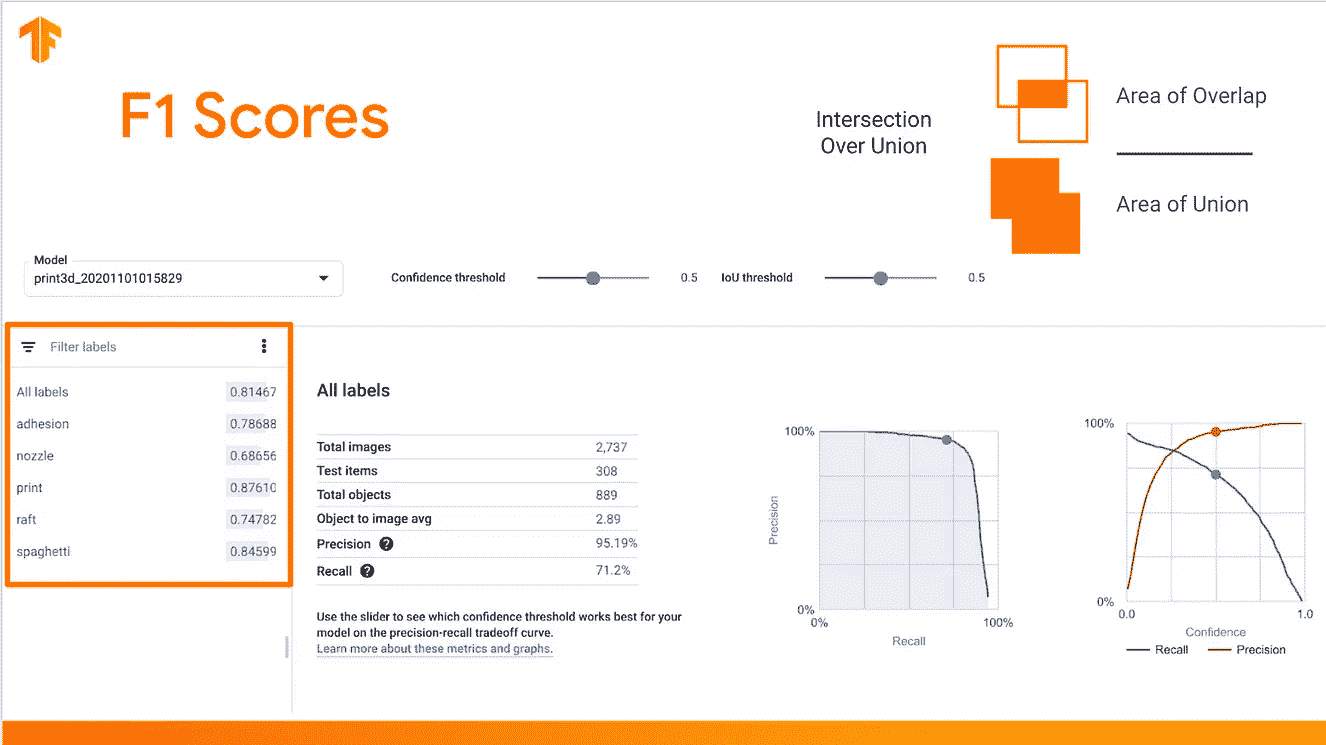 F1 Scores
Intersection
Over Union
Area of Overlap
Area of Union
Model
print3d_20201101015829
Confidence threshold
0.5
IoU threshold
0.5
Filter labels
All labels 0.81467
adhesion 0.78688
nozzle 0.68656
print 0.87610
raft 0.74782
spaghetti 0.84599
All labels
Total images 2,737
Test items 308
Total objects 889
Object to image avg 2.89
Precision ? 95.19%
Recall ? 71.2%
Use the slider to see which confidence threshold works best for your
model on the precision-recall tradeoff curve.
Learn more about these metrics and graphs.
100%
Precision
0%
0% 100%
Recall
100%
0%
0.0 1.0
Confidence
Recall Precision